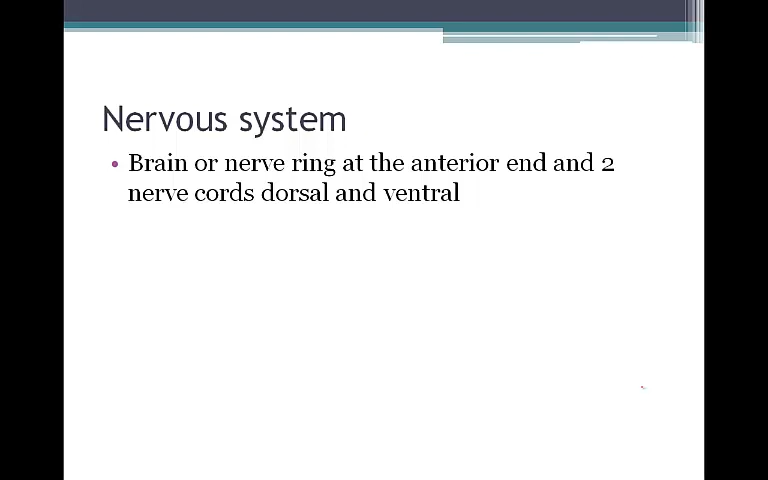 Nervous system
• Brain or nerve ring at the anterior end and 2
nerve cords dorsal and ventral